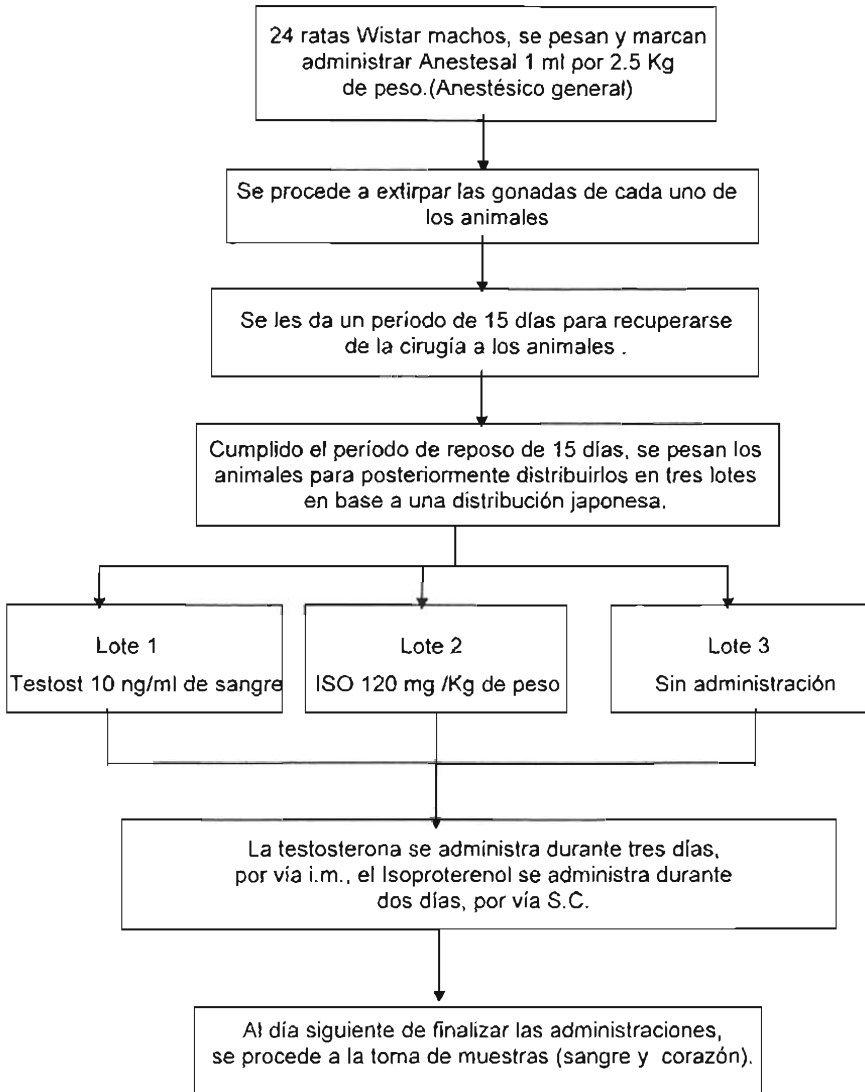 24 ratas Wistar machos, se pesan y marcan
administrar Anestesal 1 ml por 2.5 Kg
de peso.(Anestésico general)
Se procede a extirpar las gonadas de cada uno de
los animales
Se les da un período de 15 días para recuperarse
de la cirugía a los animales .
Cumplido el período de reposo de 15 días, se pesan los
animales para posteriormente distribuirlos en tres lotes
en base a una distribución japonesa.
Lote 1
Testost 10 ng/ml de sangre
Lote 2
ISO 120 mg /Kg de peso
Lote 3
Sin administración
La testosterona se administra durante tres días,
por vía i.m., el Isoproterenol se administra durante
dos días, por vía S.C.
Al día siguiente de finalizar las administraciones,
se procede a la toma de muestras (sangre y corazón).